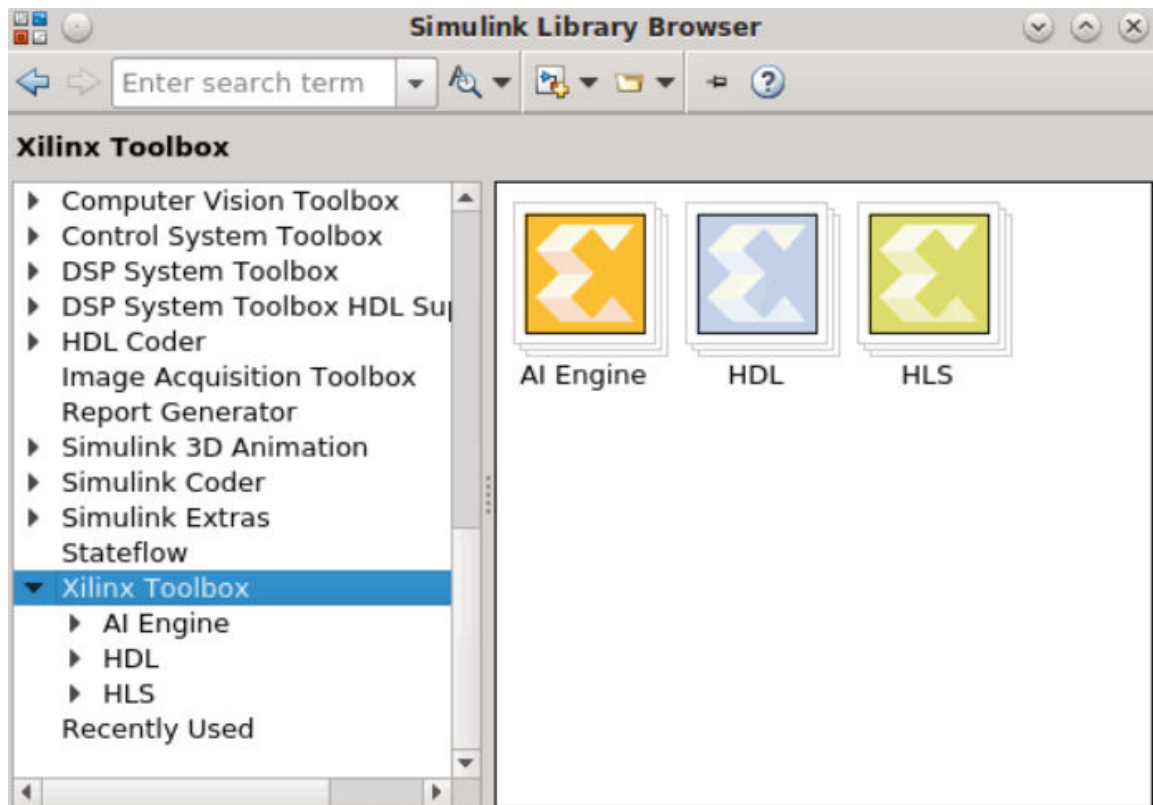 Simulink Library Browser
Enter search term
Xilinx Toolbox
Computer Vision Toolbox
Control System Toolbox
DSP System Toolbox
DSP System Toolbox HDL Su
HDL Coder
Image Acquisition Toolbox
Report Generator
Simulink 3D Animation
Simulink Coder
Simulink Extras
Stateflow
Xilinx Toolbox
AI Engine
HDL
HLS
Recently Used
AI Engine HDL HLS